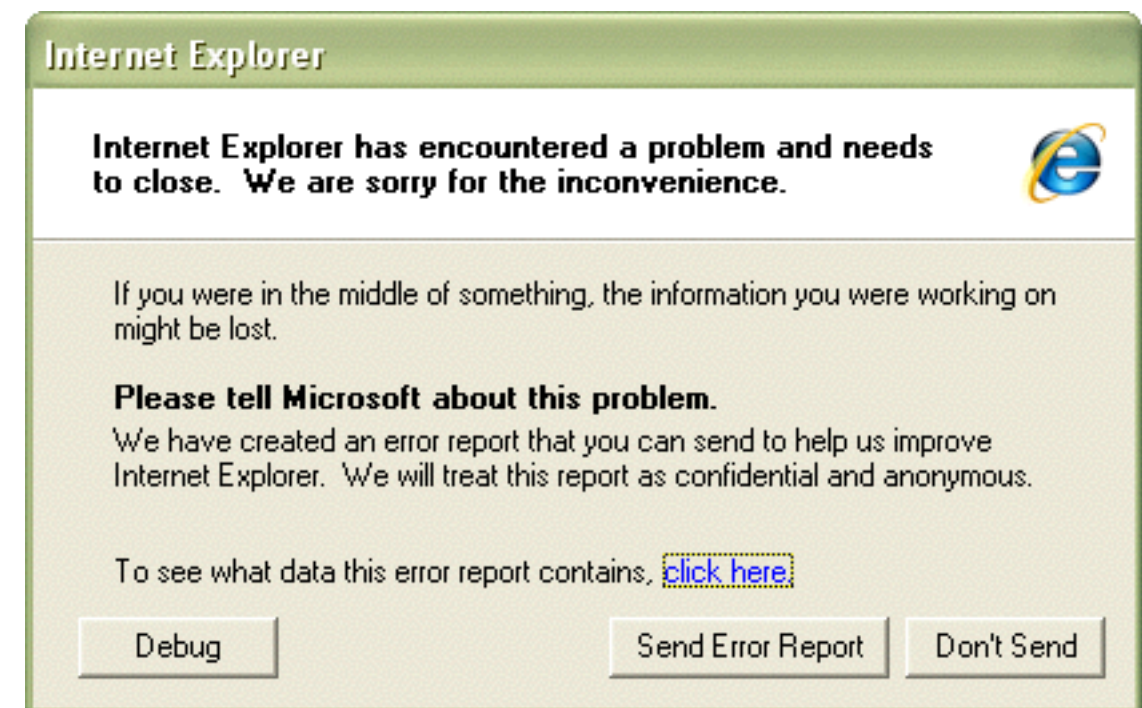 Internet Explorer
Internet Explorer has encountered a problem and needs
to close.  We are sorry for the inconvenience.
If you were in the middle of something, the information you were working on
might be lost.
Please tell Microsoft about this problem.
We have created an error report that you can send to help us improve
Internet Explorer.  We will treat this report as confidential and anonymous.
To see what data this error report contains, click here.
Debug Send Error Report Don't Send